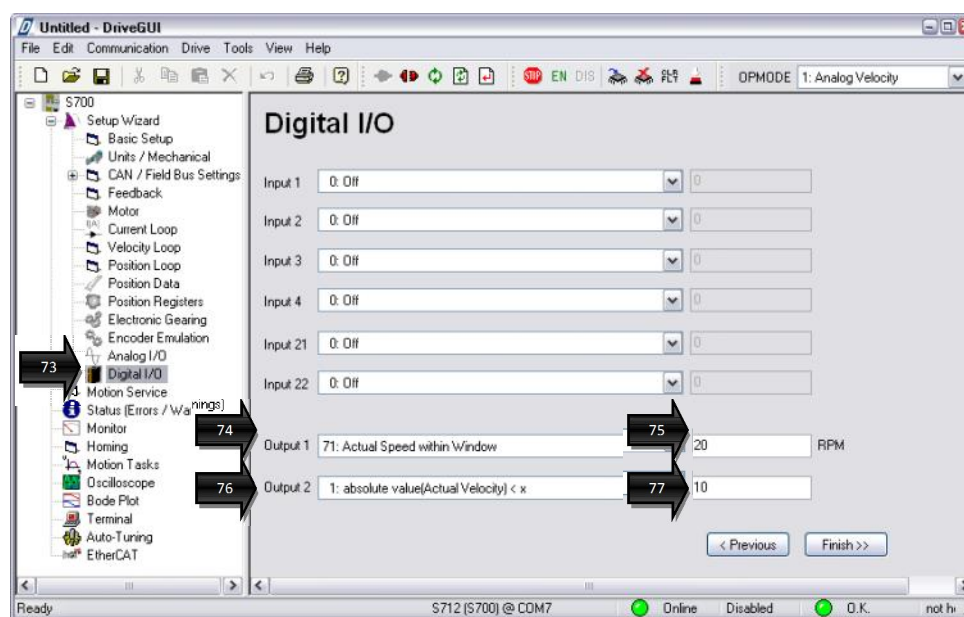 Untitled - DriveGUI
File Edit Communication Drive Tools View Help
STOP EN DIS OPMODE 1: Analog Velocity
S700
Setup Wizard
Basic Setup
Units / Mechanical
CAN / Field Bus Settings
Feedback
Motor
Current Loop
Velocity Loop
Position Loop
Position Data
Position Registers
Electronic Gearing
Encoder Emulation
Analog I/O
73
Digital I/O
Motion Service
Status (Errors / Warnings)
Monitor
Homing
Motion Tasks
Oscilloscope
Bode Plot
Terminal
Auto-Tuning
EtherCAT
Digital I/O
Input 1 0: Off 0
Input 2 0: Off 0
Input 3 0: Off 0
Input 4 0: Off 0
Input 21 0: Off 0
Input 22 0: Off 0
74 75
Output 1 71: Actual Speed within Window 20 RPM
76 Output 2 1: absolute value(Actual Velocity) < x 77 10
< Previous Finish >>
Ready S712 (S700) @ COM7 Online Disabled O.K. not h